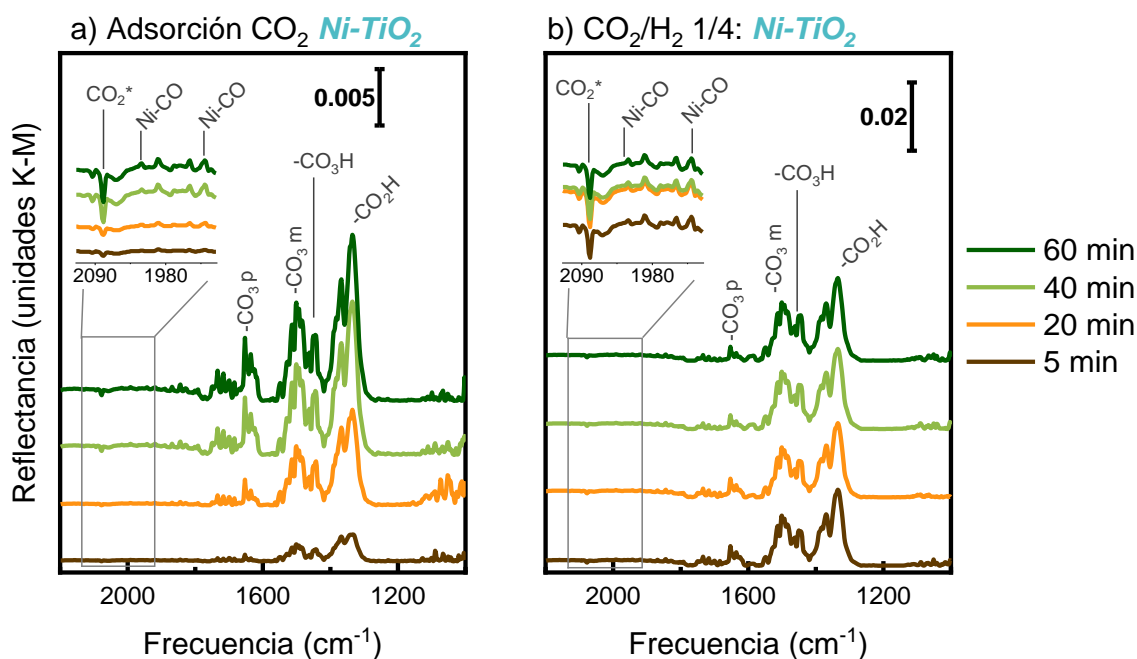 a) Adsorción CO₂ Ni-TiO₂
b) CO₂/H₂ 1/4: Ni-TiO₂
Reflectancia (unidades K-M)
CO₂*
Ni-CO
Ni-CO
0.005
-CO₃H
-CO₂H
-CO₃ m
-CO₃ p
2090
1980
2000
1600
1200
Frecuencia (cm⁻¹)
CO₂*
Ni-CO
Ni-CO
0.02
-CO₃H
-CO₃ m
-CO₂H
-CO₃ p
2090
1980
2000
1600
1200
Frecuencia (cm⁻¹)
60 min
40 min
20 min
5 min